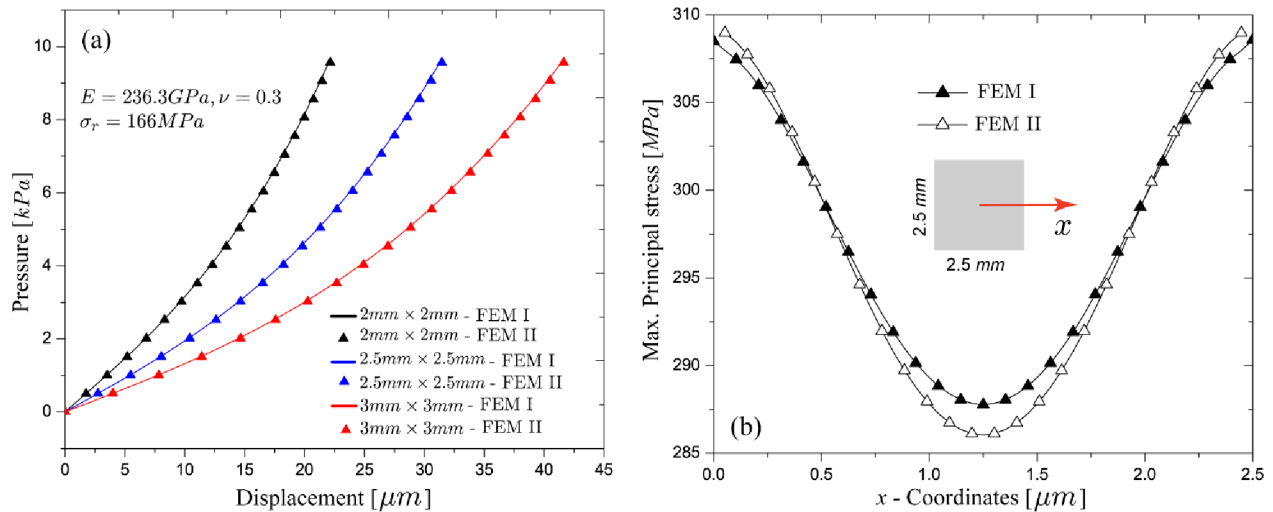 (a)
E = 236.3GPa, ν = 0.3
σr = 166MPa
Pressure [kPa]
10
8
6
4
2
0
2mm × 2mm - FEM I
2mm × 2mm - FEM II
2.5mm × 2.5mm - FEM I
2.5mm × 2.5mm - FEM II
3mm × 3mm - FEM I
3mm × 3mm - FEM II
0 5 10 15 20 25 30 35 40 45
Displacement [μm]
Max. Principal stress [MPa]
310
305
300
295
290
285
FEM I
FEM II
2.5 mm
x
2.5 mm
(b)
0.0 0.5 1.0 1.5 2.0 2.5
x - Coordinates [μm]